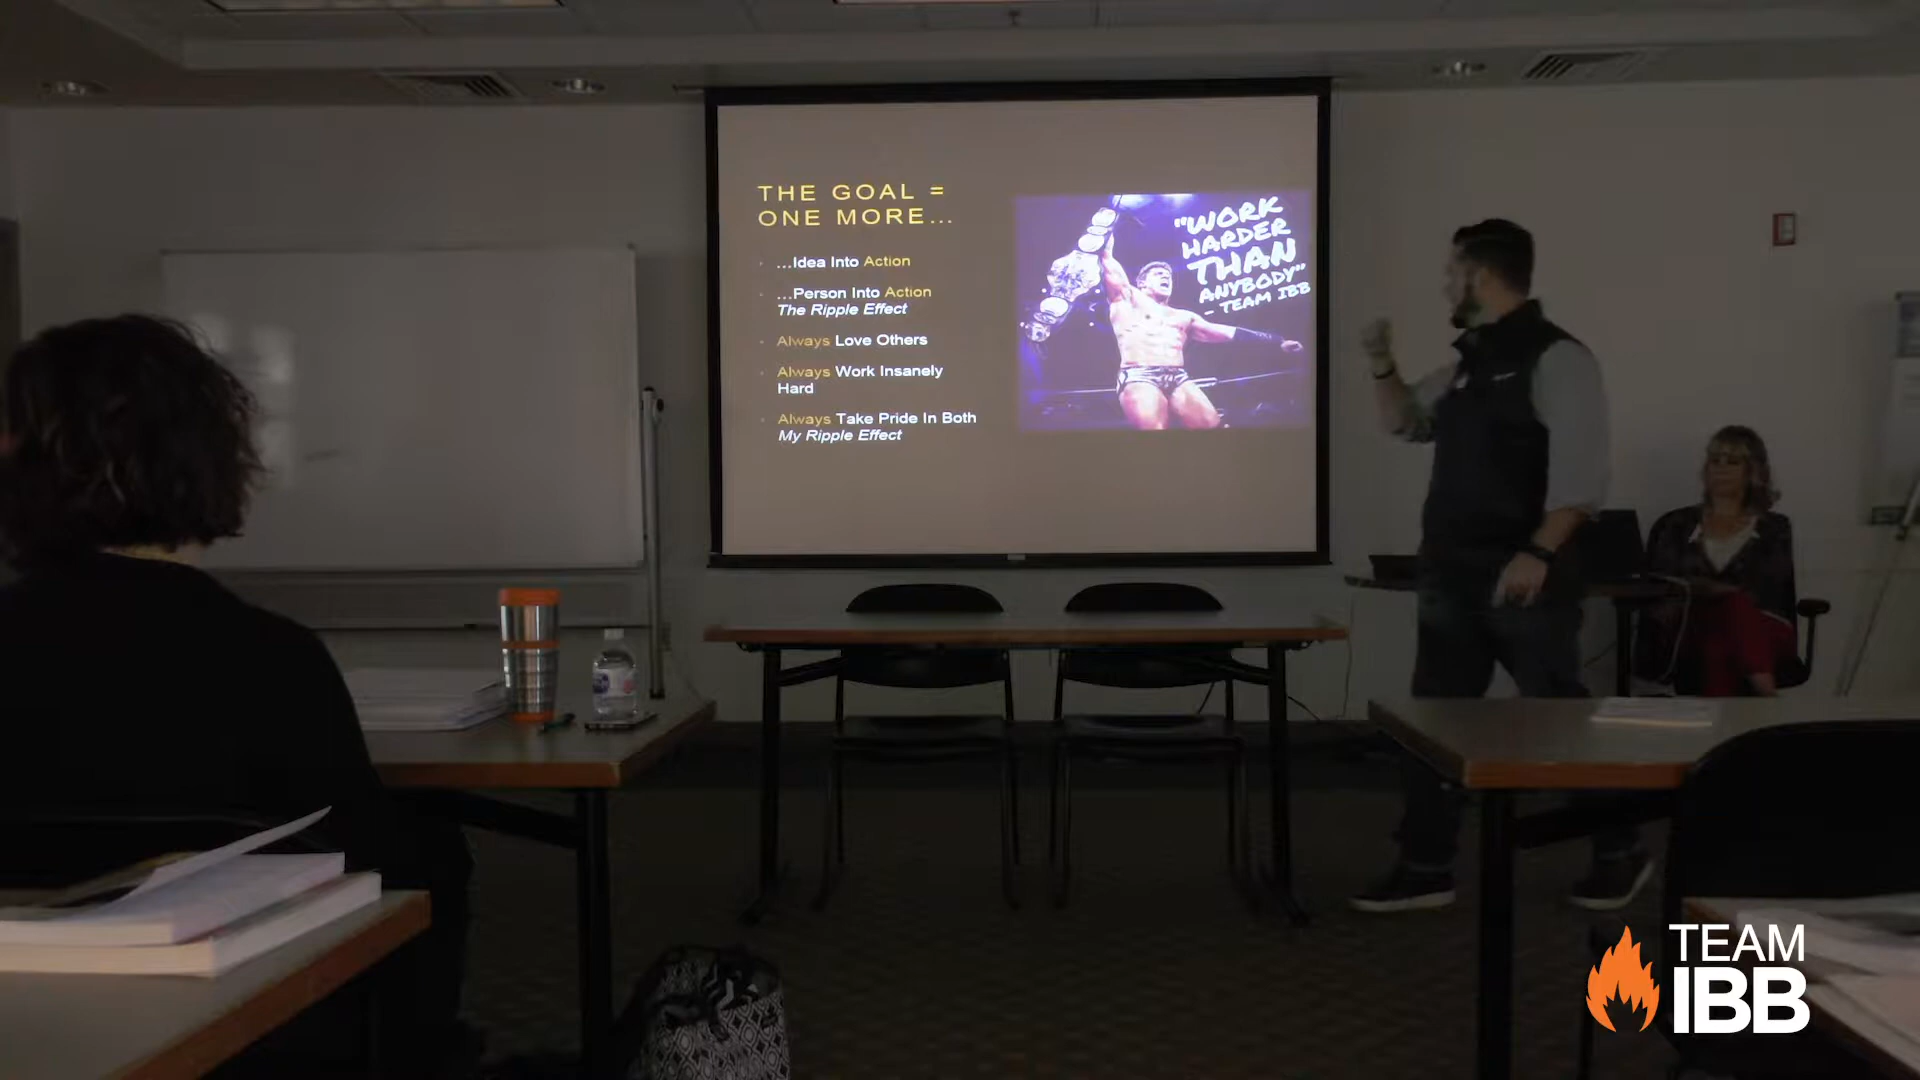 THE GOAL =
ONE MORE...
...Idea Into Action
...Person Into Action
The Ripple Effect
Always Love Others
Always Work Insanely
Hard
Always Take Pride In Both
My Ripple Effect
"WORK
HARDER
THAN
ANYBODY"
- TEAM IBB
TEAM
IBB